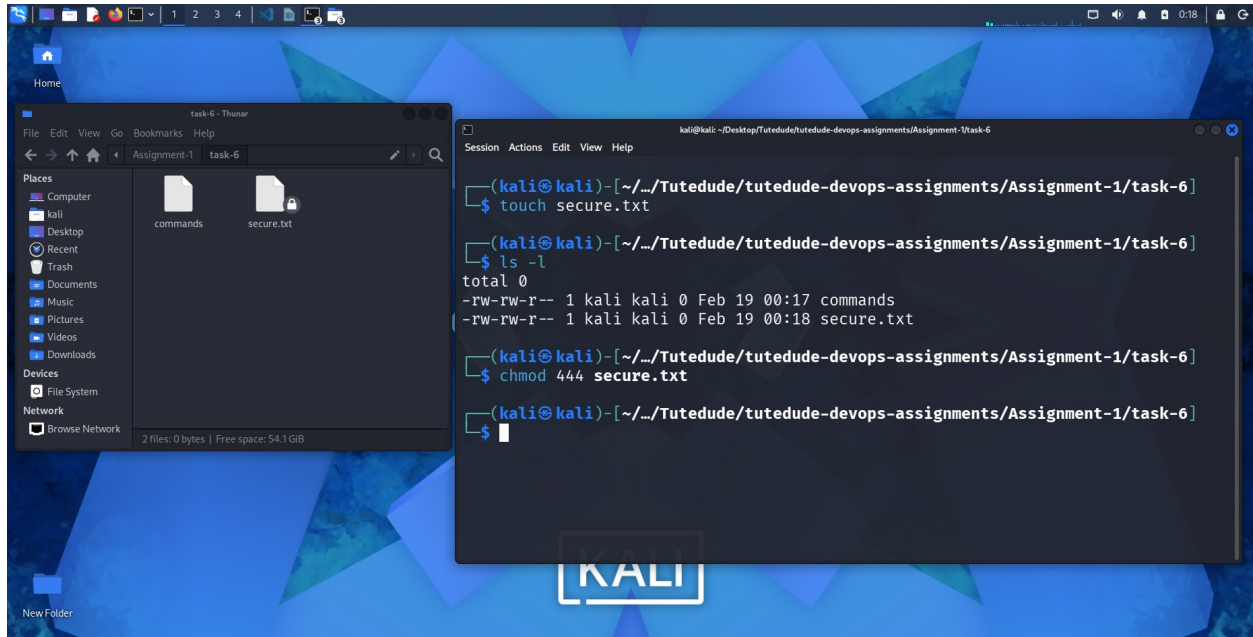 1 2 3 4
3
3
0:18
Home
task-6 - Thunar
File Edit View Go Bookmarks Help
Assignment-1 task-6
Places
Computer
kali
Desktop
Recent
Trash
Documents
Music
Pictures
Videos
Downloads
Devices
File System
Network
Browse Network
commands
secure.txt
2 files: 0 bytes | Free space: 54.1 GiB
kali@kali: ~/Desktop/Tutedude/tutedude-devops-assignments/Assignment-1/task-6
Session Actions Edit View Help
┌──(kali㉿kali)-[~/…/Tutedude/tutedude-devops-assignments/Assignment-1/task-6]
└─$ touch secure.txt
┌──(kali㉿kali)-[~/…/Tutedude/tutedude-devops-assignments/Assignment-1/task-6]
└─$ ls -l
total 0
-rw-rw-r-- 1 kali kali 0 Feb 19 00:17 commands
-rw-rw-r-- 1 kali kali 0 Feb 19 00:18 secure.txt
┌──(kali㉿kali)-[~/…/Tutedude/tutedude-devops-assignments/Assignment-1/task-6]
└─$ chmod 444 secure.txt
┌──(kali㉿kali)-[~/…/Tutedude/tutedude-devops-assignments/Assignment-1/task-6]
└─$
KALI
New Folder